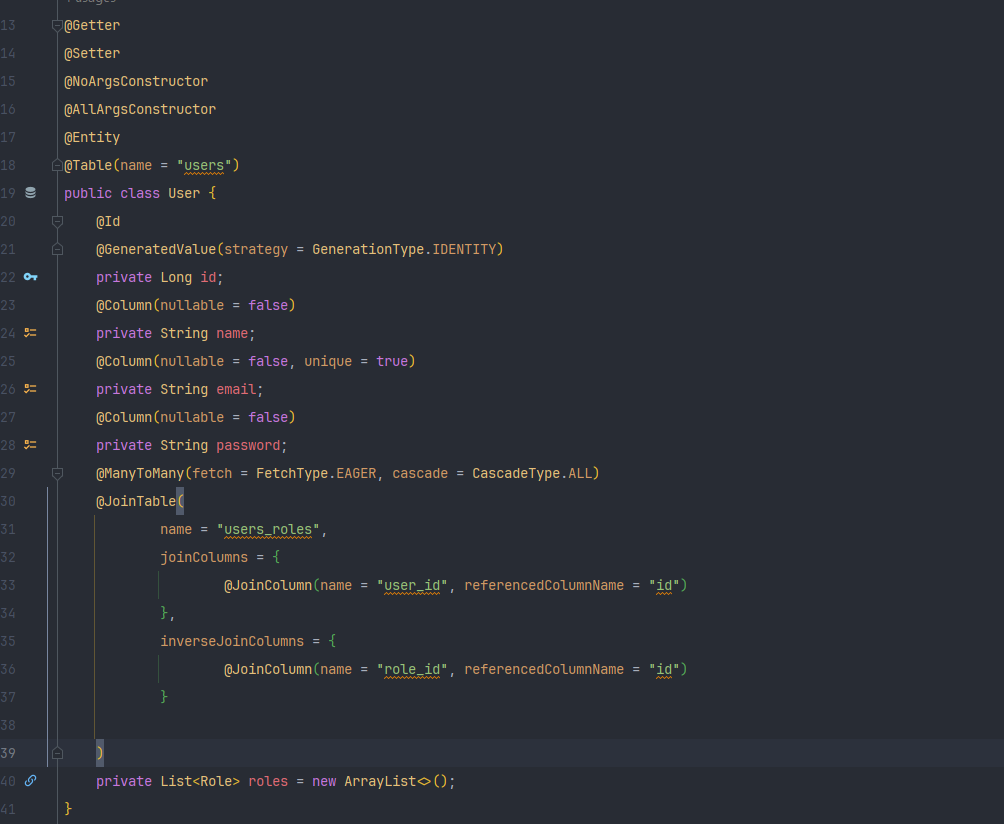 13 @Getter
14 @Setter
15 @NoArgsConstructor
16 @AllArgsConstructor
17 @Entity
18 @Table(name = "users")
19 public class User {
20     @Id
21     @GeneratedValue(strategy = GenerationType.IDENTITY)
22     private Long id;
23     @Column(nullable = false)
24     private String name;
25     @Column(nullable = false, unique = true)
26     private String email;
27     @Column(nullable = false)
28     private String password;
29     @ManyToMany(fetch = FetchType.EAGER, cascade = CascadeType.ALL)
30     @JoinTable(
31             name = "users_roles",
32             joinColumns = {
33                     @JoinColumn(name = "user_id", referencedColumnName = "id")
34             },
35             inverseJoinColumns = {
36                     @JoinColumn(name = "role_id", referencedColumnName = "id")
37             }
38
39     )
40     private List<Role> roles = new ArrayList<>();
41 }